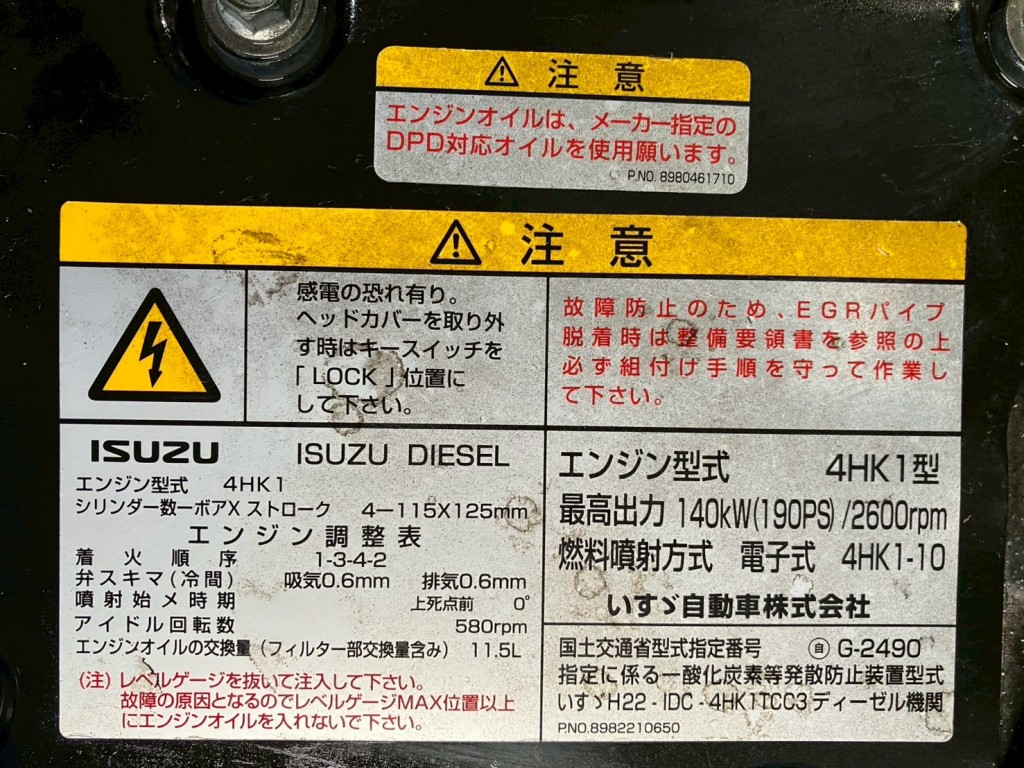 注意
エンジンオイルは、メーカー指定の
DPD対応オイルを使用願います。
P.NO. 8980461710
注意
感電の恐れ有り。
ヘッドカバーを取り外
す時はキースイッチを
「LOCK」位置に
して下さい。
故障防止のため、EGRパイプ
脱着時は整備要領書を参照の上
必ず組付け手順を守って作業し
て下さい。
ISUZU ISUZU DIESEL
エンジン型式 4HK1
シリンダー数ーボアX ストローク 4ー115X125mm
エンジン調整表
着火順序 1-3-4-2
弁スキマ(冷間) 吸気0.6mm 排気0.6mm
噴射始メ時期 上死点前 0°
アイドル回転数 580rpm
エンジンオイルの交換量(フィルター部交換量含み) 11.5L
(注)レベルゲージを抜いて注入して下さい。
故障の原因となるのでレベルゲージMAX位置以上
にエンジンオイルを入れないで下さい。
エンジン型式 4HK1型
最高出力 140kW(190PS) /2600rpm
燃料噴射方式 電子式 4HK1-10
いすゞ自動車株式会社
国土交通省型式指定番号 自 G-2490
指定に係る一酸化炭素等発散防止装置型式
いすゞH22 - IDC - 4HK1TCC3 ディーゼル機関
P.NO.8982210650